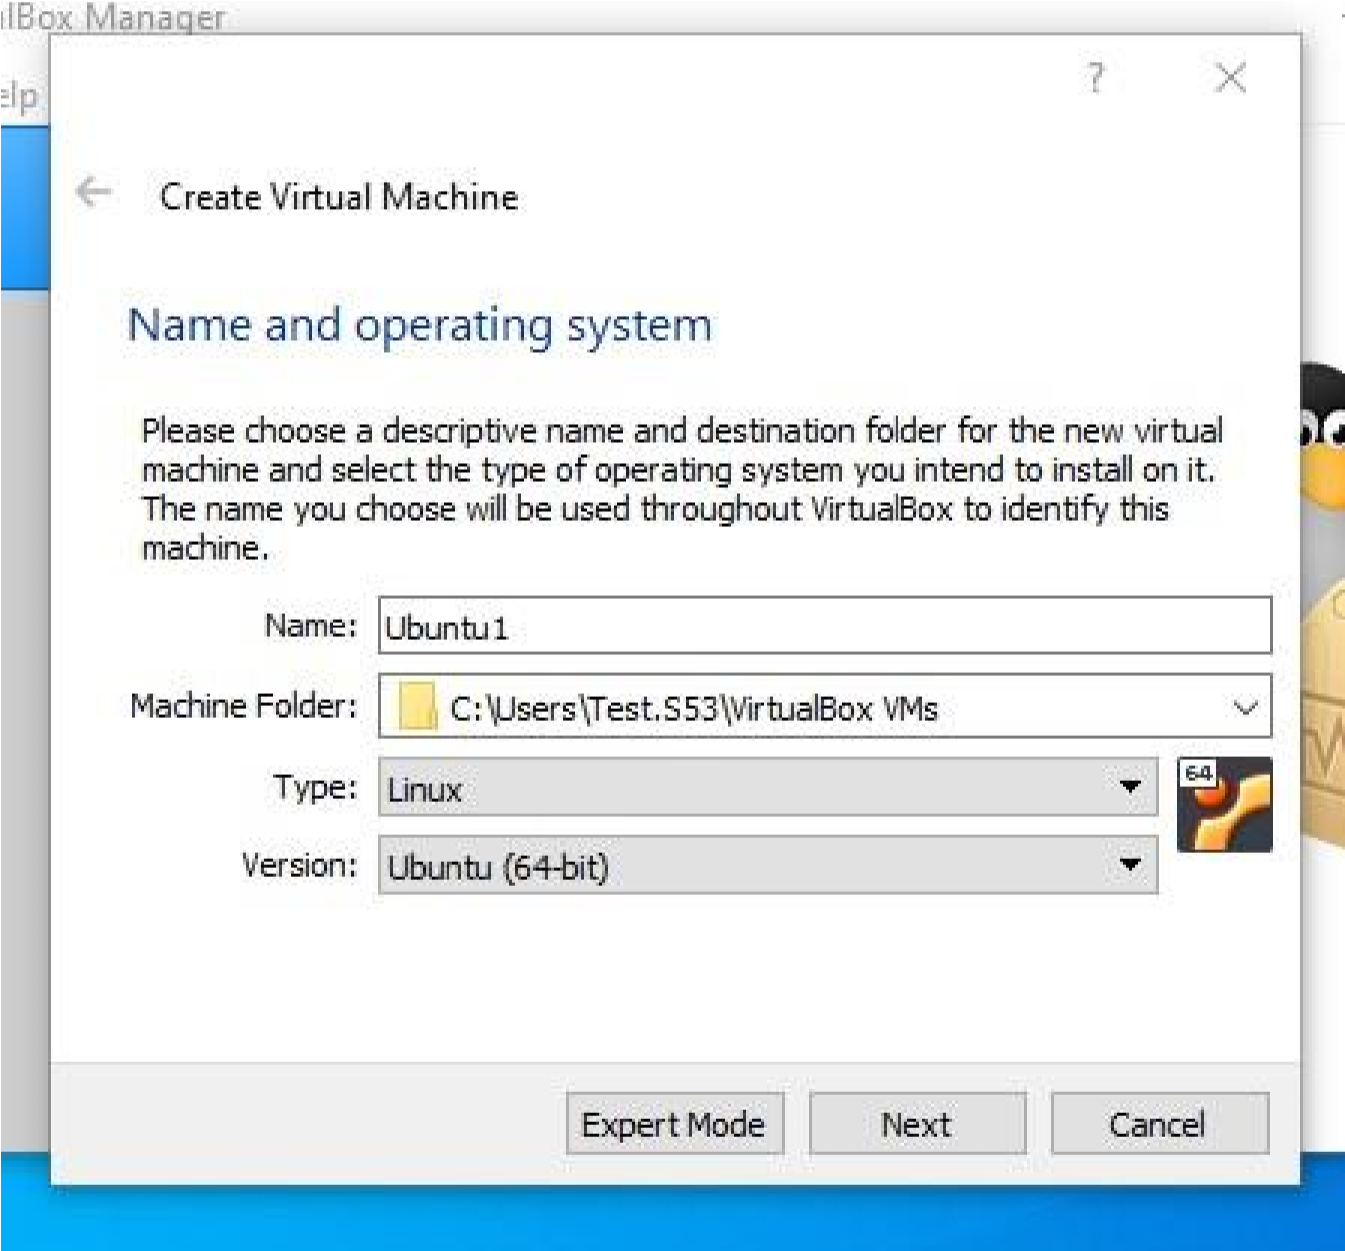 Manager
?
Create Virtual Machine
Name and operating system
Please choose a descriptive name and destination folder for the new virtual
machine and select the type of operating system you intend to install on it.
The name you choose will be used throughout VirtualBox to identify this
machine.
Name: Ubuntu1
Machine Folder: C:\Users\Test.S53\VirtualBox VMs
Type: Linux
64
Version: Ubuntu (64-bit)
Expert Mode Next Cancel